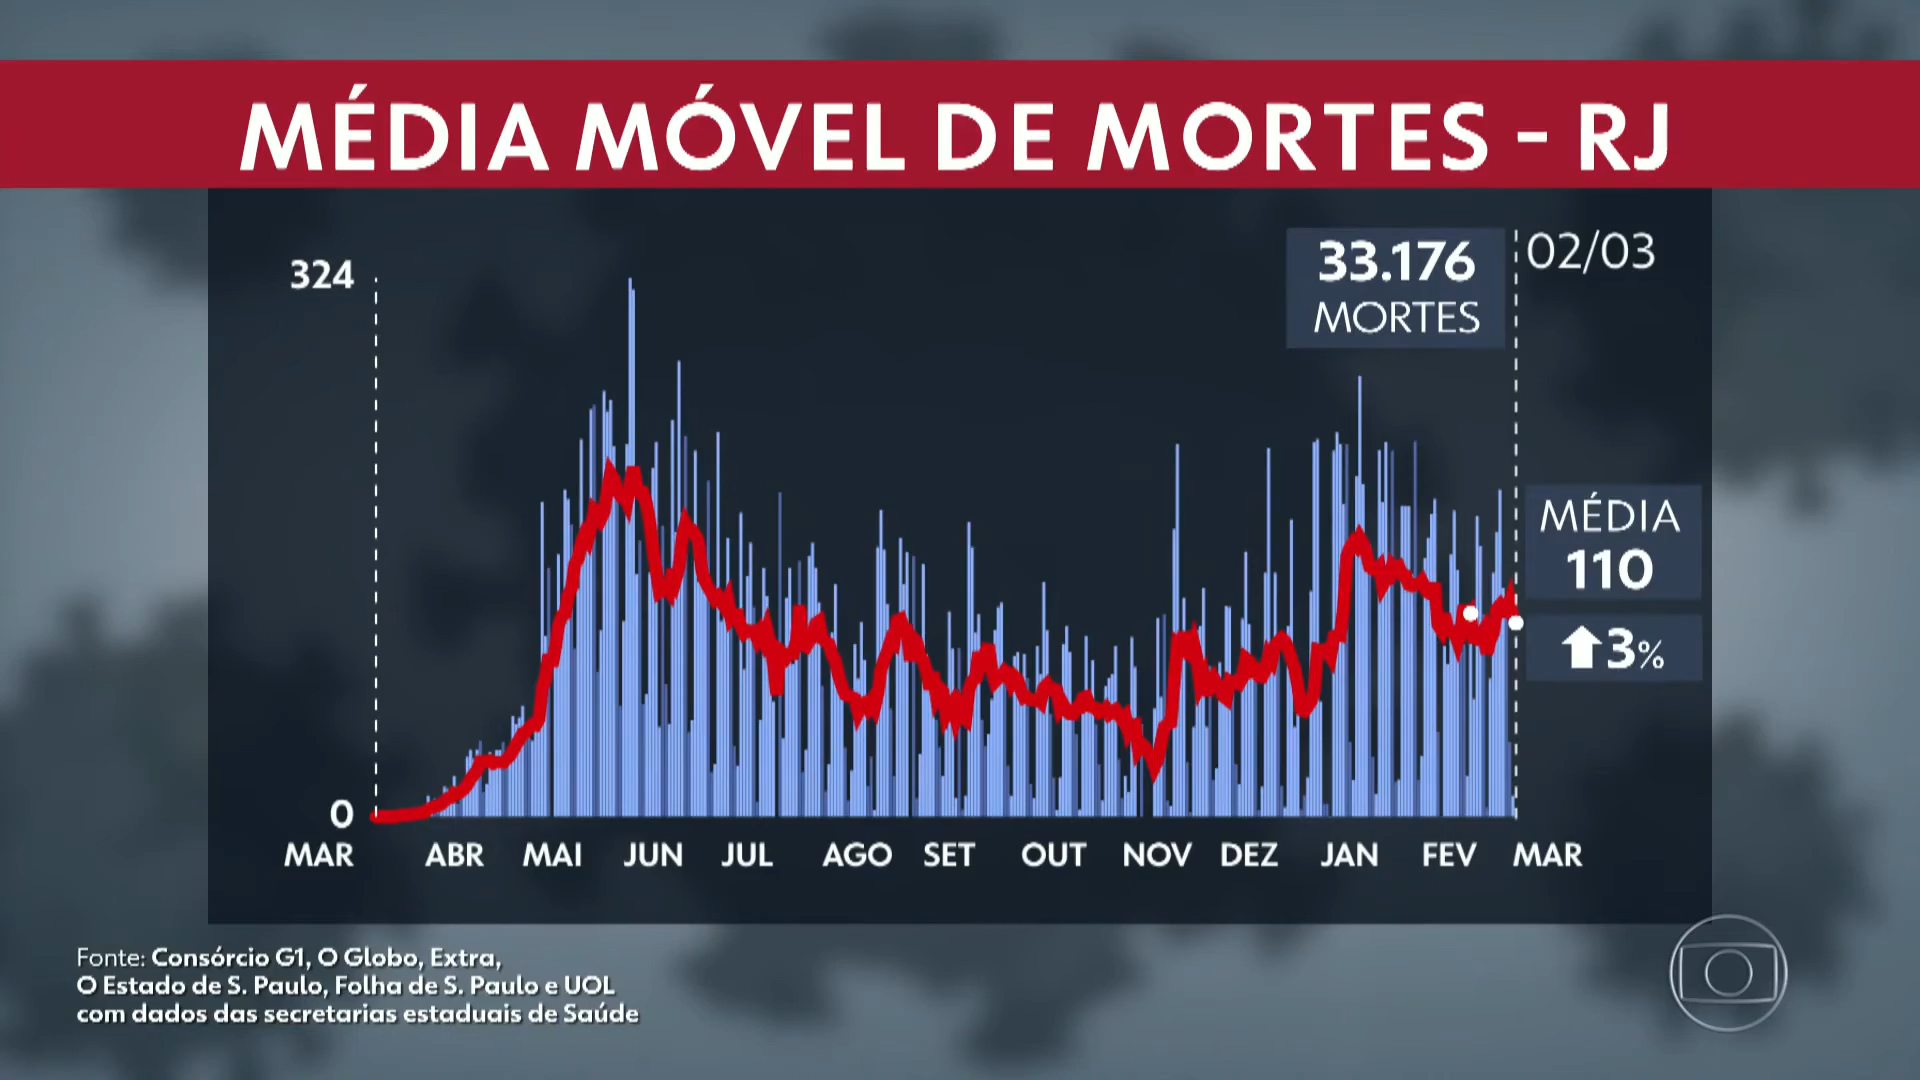 MÉDIA MÓVEL DE MORTES - RJ
324
33.176
MORTES
02/03
MÉDIA
110
3%
0
MAR ABR MAI JUN JUL AGO SET OUT NOV DEZ JAN FEV MAR
Fonte: Consórcio G1, O Globo, Extra,
O Estado de S. Paulo, Folha de S. Paulo e UOL
com dados das secretarias estaduais de Saúde